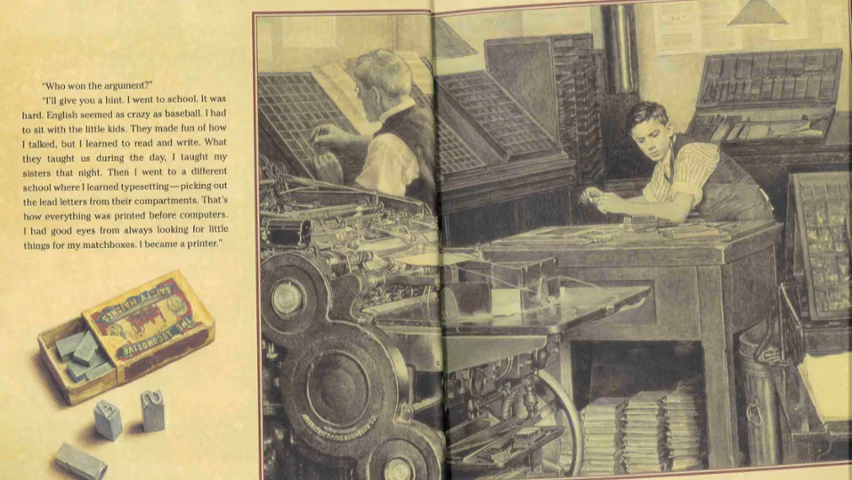 "Who won the argument?"
"I'll give you a hint. I went to school. It was
hard. English seemed as crazy as baseball. I had
to sit with the little kids. They made fun of how
I talked, but I learned to read and write. What
they taught us during the day, I taught my
sisters that night. Then I went to a different
school where I learned typesetting—picking out
the lead letters from their compartments. That's
how everything was printed before computers.
I had good eyes from always looking for little
things for my matchboxes. I became a printer."
SAFETY MATCHES
THE LOCOMOTIVE